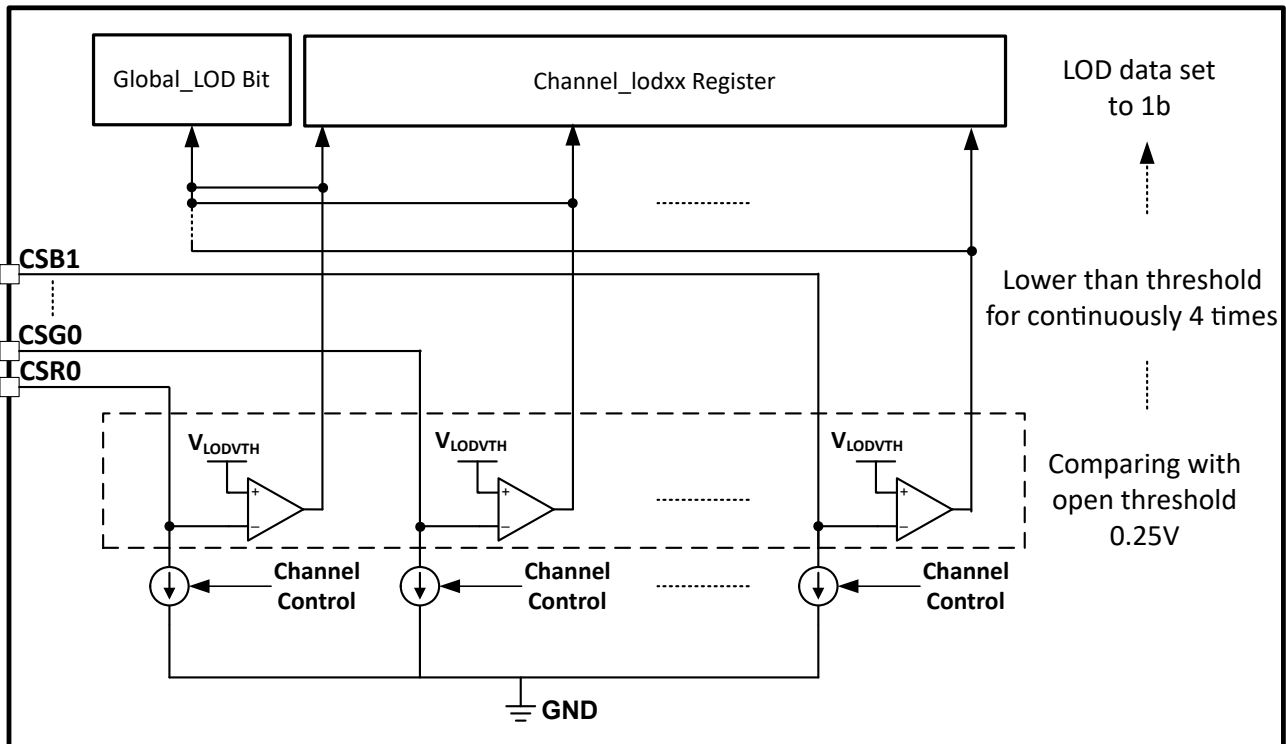 Global_LOD Bit
Channel_lodxx Register
LOD data set
to 1b
CSB1
Lower than threshold
for continuously 4 times
CSG0
CSR0
VLODVTH
VLODVTH
VLODVTH
+
−
+
−
+
−
Comparing with
open threshold
0.25V
Channel
Control
Channel
Control
Channel
Control
GND